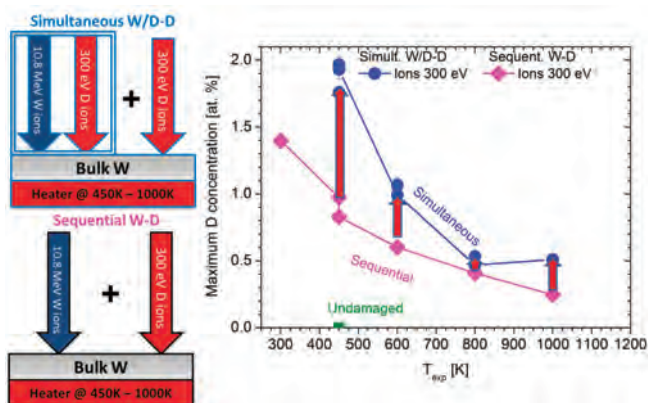 Simultaneous W/D-D
10.8 MeV W ions
300 eV D ions
+
300 eV D ions
Bulk W
Heater @ 450K – 1000K
Sequential W-D
10.8 MeV W ions
+
300 eV D ions
Bulk W
Heater @ 450K – 1000K
Maximum D concentration [at. %]
2.0
1.5
1.0
0.5
0.0
Simult. W/D-D
Ions 300 eV
Sequent. W-D
Ions 300 eV
Simultaneous
Sequential
Undamaged
300 400 500 600 700 800 900 1000 1100 1200
T_exp [K]